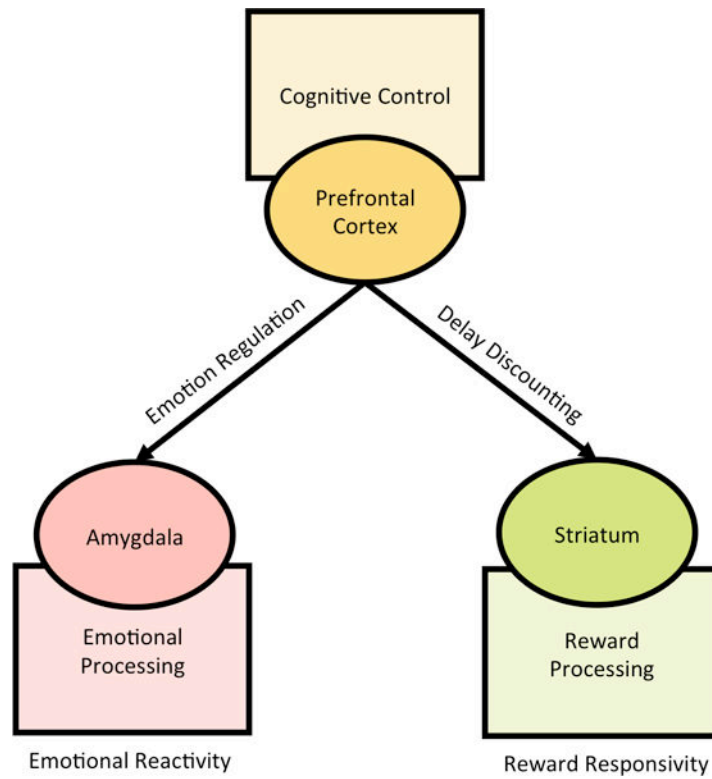 Cognitive Control
Prefrontal
Cortex
Emotion Regulation
Delay Discounting
Amygdala
Striatum
Emotional
Processing
Reward
Processing
Emotional Reactivity
Reward Responsivity